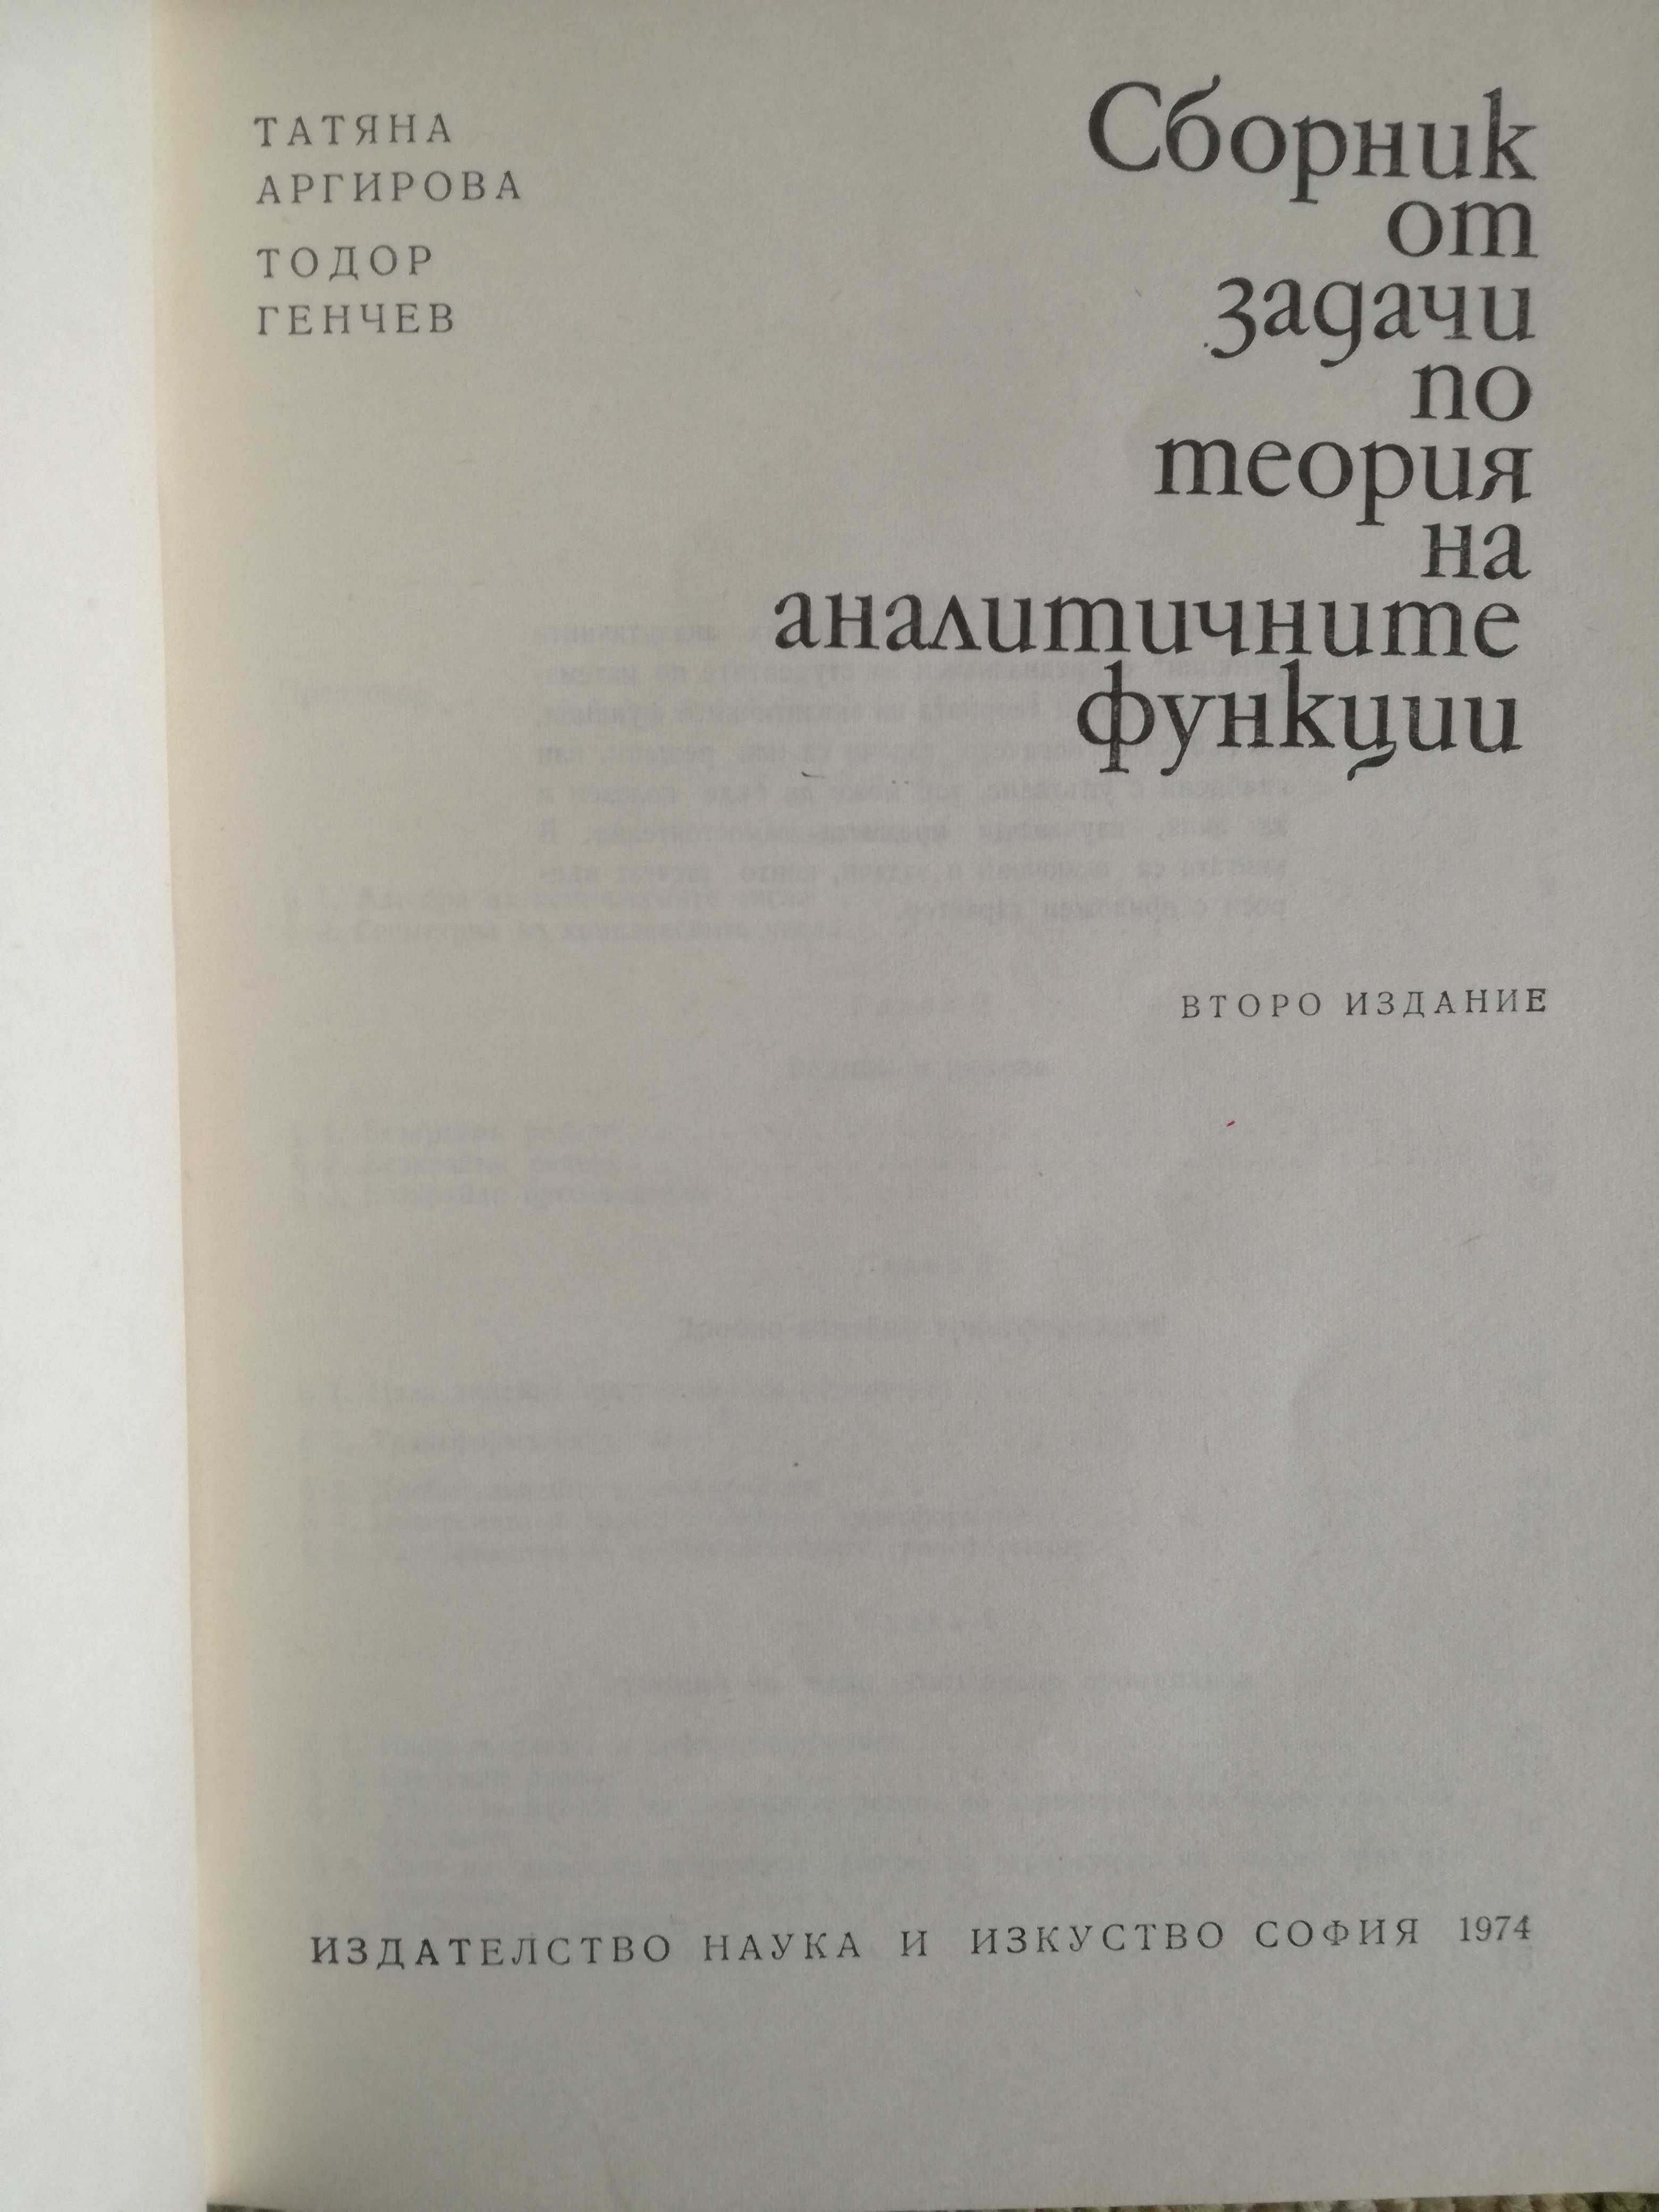 ТАТЯНА
АРГИРОВА
ТОДОР
ГЕНЧЕВ
Сборник
от
задачи
по
теория
на
аналитичните
функции
ВТОРО ИЗДАНИЕ
ИЗДАТЕЛСТВО НАУКА И ИЗКУСТВО СОФИЯ 1974